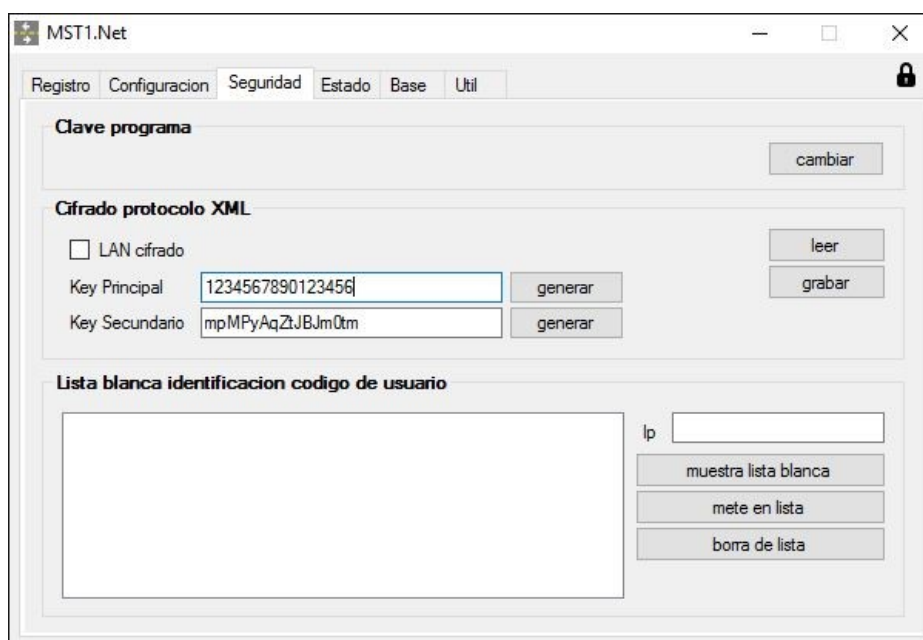 MST1.Net
Registro Configuracion Seguridad Estado Base Util
Clave programa
cambiar
Cifrado protocolo XML
LAN cifrado
leer
Key Principal 1234567890123456 generar
grabar
Key Secundario mpMPyAqZtJBJm0tm generar
Lista blanca identificacion codigo de usuario
Ip
muestra lista blanca
mete en lista
borra de lista